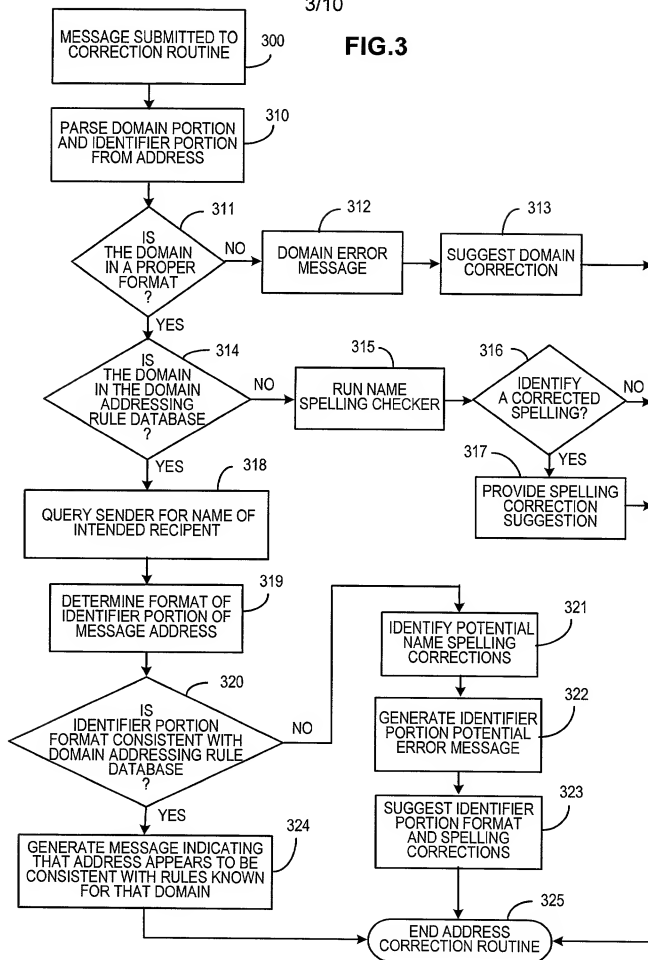 3/10
FIG.3
MESSAGE SUBMITTED TO
CORRECTION ROUTINE
300
PARSE DOMAIN PORTION
AND IDENTIFIER PORTION
FROM ADDRESS
310
IS
THE DOMAIN
IN A PROPER
FORMAT
?
311
NO
YES
DOMAIN ERROR
MESSAGE
312
SUGGEST DOMAIN
CORRECTION
313
IS
THE DOMAIN
IN THE DOMAIN
ADDRESSING
RULE DATABASE
?
314
NO
YES
RUN NAME
SPELLING CHECKER
315
IDENTIFY
A CORRECTED
SPELLING?
316
NO
YES
PROVIDE SPELLING
CORRECTION
SUGGESTION
317
QUERY SENDER FOR NAME OF
INTENDED RECIPENT
318
DETERMINE FORMAT OF
IDENTIFIER PORTION OF
MESSAGE ADDRESS
319
IS
IDENTIFIER PORTION
FORMAT CONSISTENT WITH
DOMAIN ADDRESSING RULE
DATABASE
?
320
NO
YES
IDENTIFY POTENTIAL
NAME SPELLING
CORRECTIONS
321
GENERATE IDENTIFIER
PORTION POTENTIAL
ERROR MESSAGE
322
SUGGEST IDENTIFIER
PORTION FORMAT
AND SPELLING
CORRECTIONS
323
GENERATE MESSAGE INDICATING
THAT ADDRESS APPEARS TO BE
CONSISTENT WITH RULES KNOWN
FOR THAT DOMAIN
324
END ADDRESS
CORRECTION ROUTINE
325